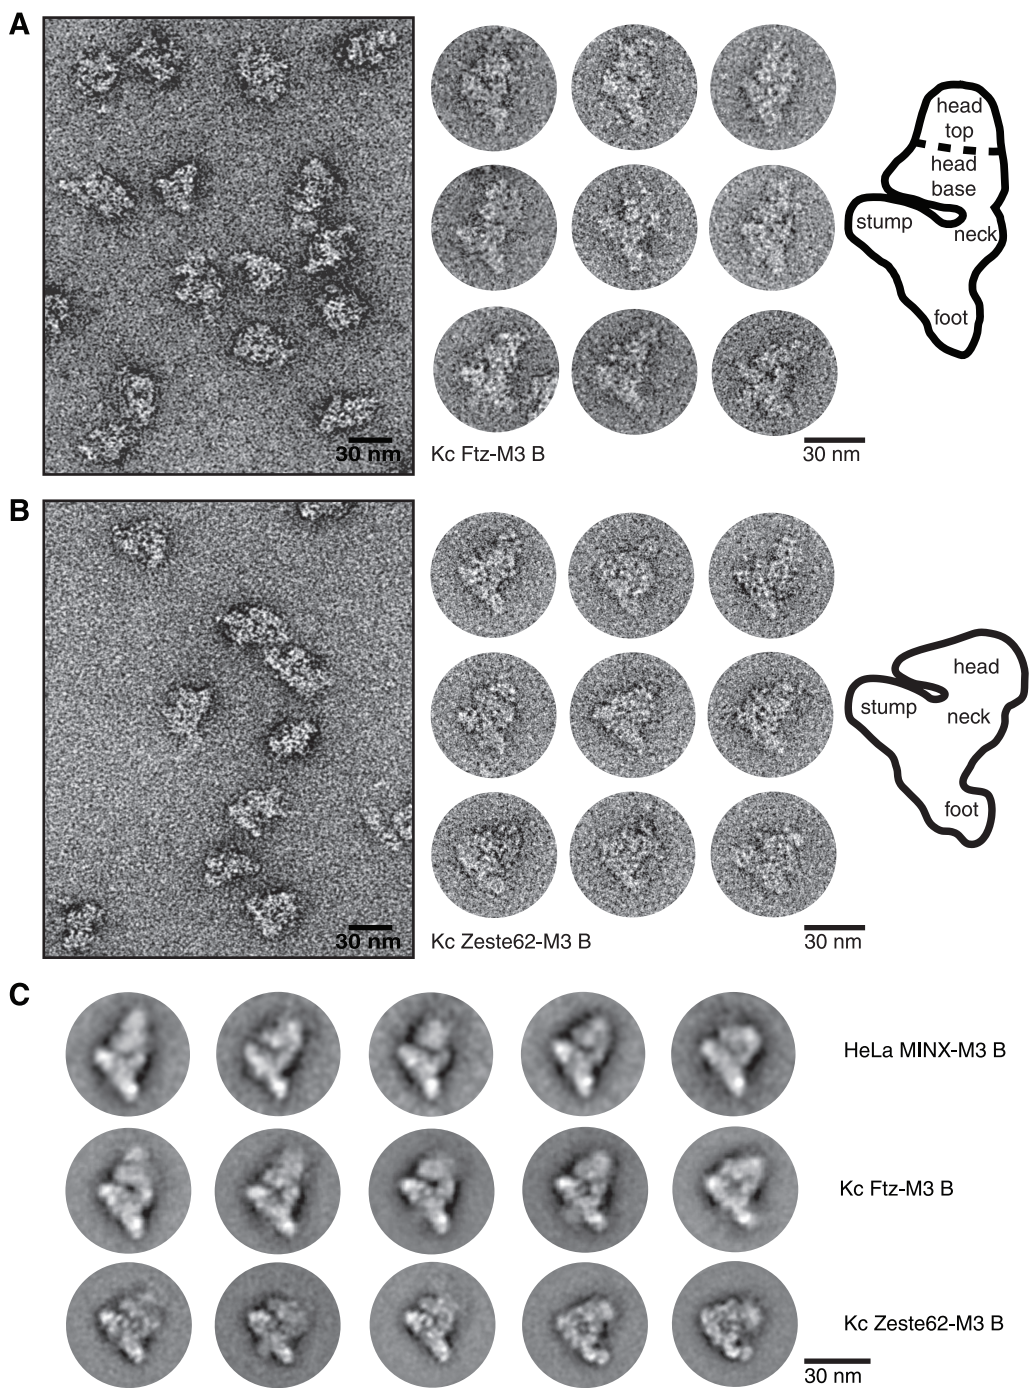 A
head
top
head
base
stump
neck
foot
30 nm
Kc Ftz-M3 B
30 nm
B
head
stump
neck
foot
30 nm
Kc Zeste62-M3 B
30 nm
C
HeLa MINX-M3 B
Kc Ftz-M3 B
Kc Zeste62-M3 B
30 nm